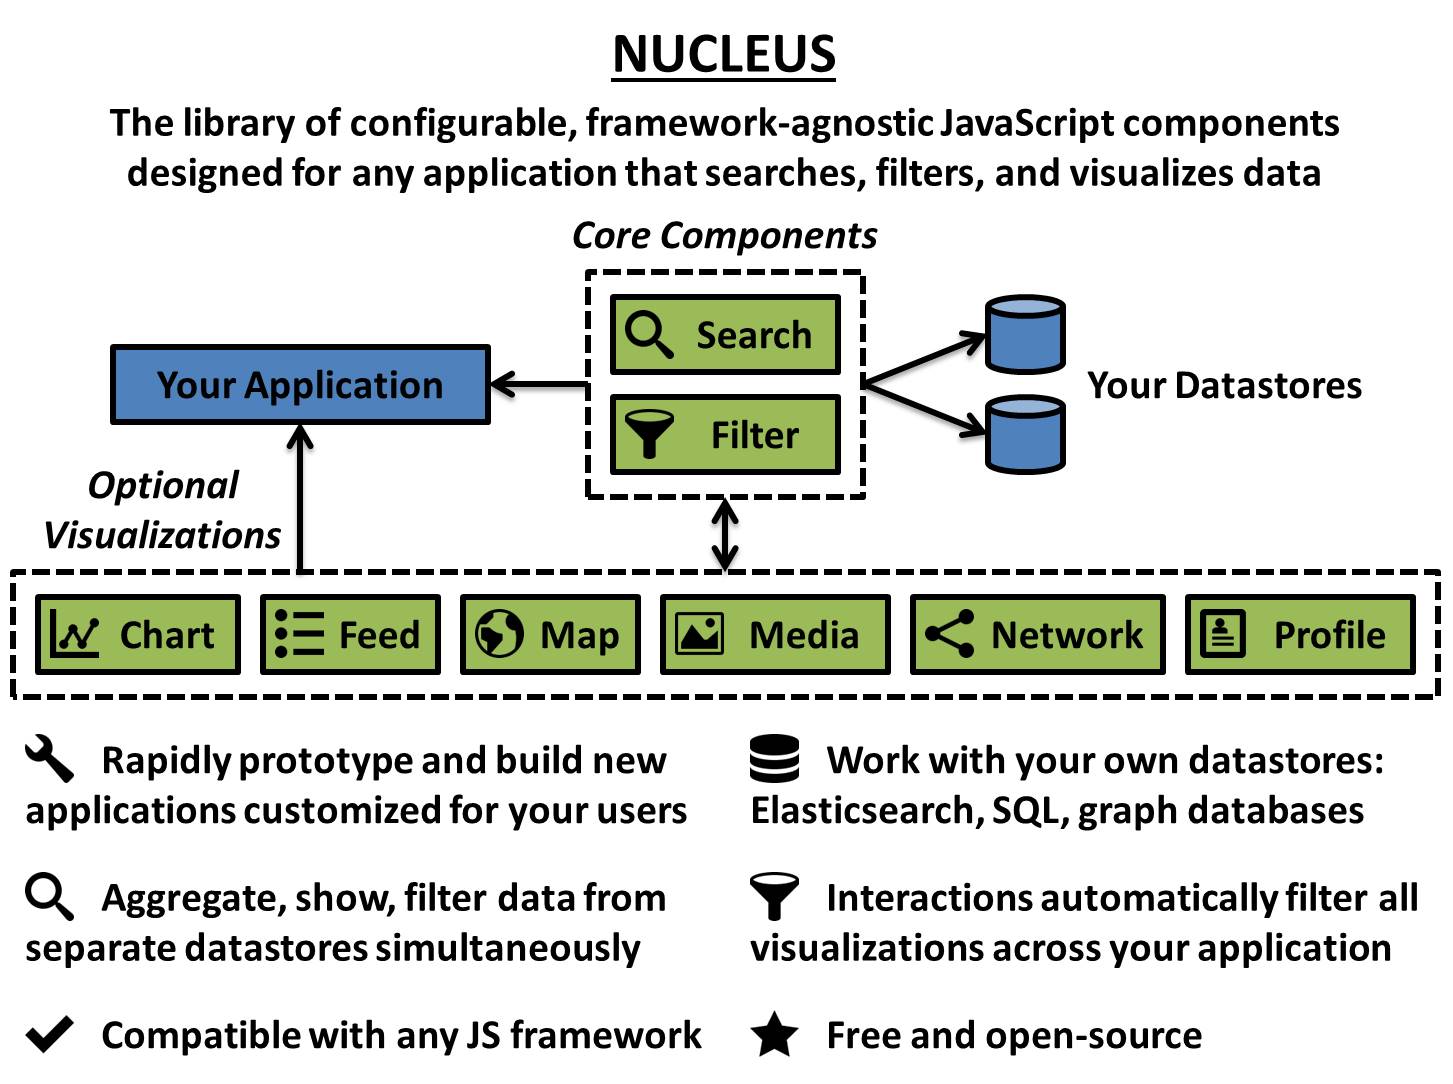 NUCLEUS
The library of configurable, framework-agnostic JavaScript components
designed for any application that searches, filters, and visualizes data
Core Components
Search
Filter
Your Application
Your Datastores
Optional
Visualizations
Chart
Feed
Map
Media
Network
Profile
Rapidly prototype and build new
applications customized for your users
Work with your own datastores:
Elasticsearch, SQL, graph databases
Aggregate, show, filter data from
separate datastores simultaneously
Interactions automatically filter all
visualizations across your application
Compatible with any JS framework
Free and open-source